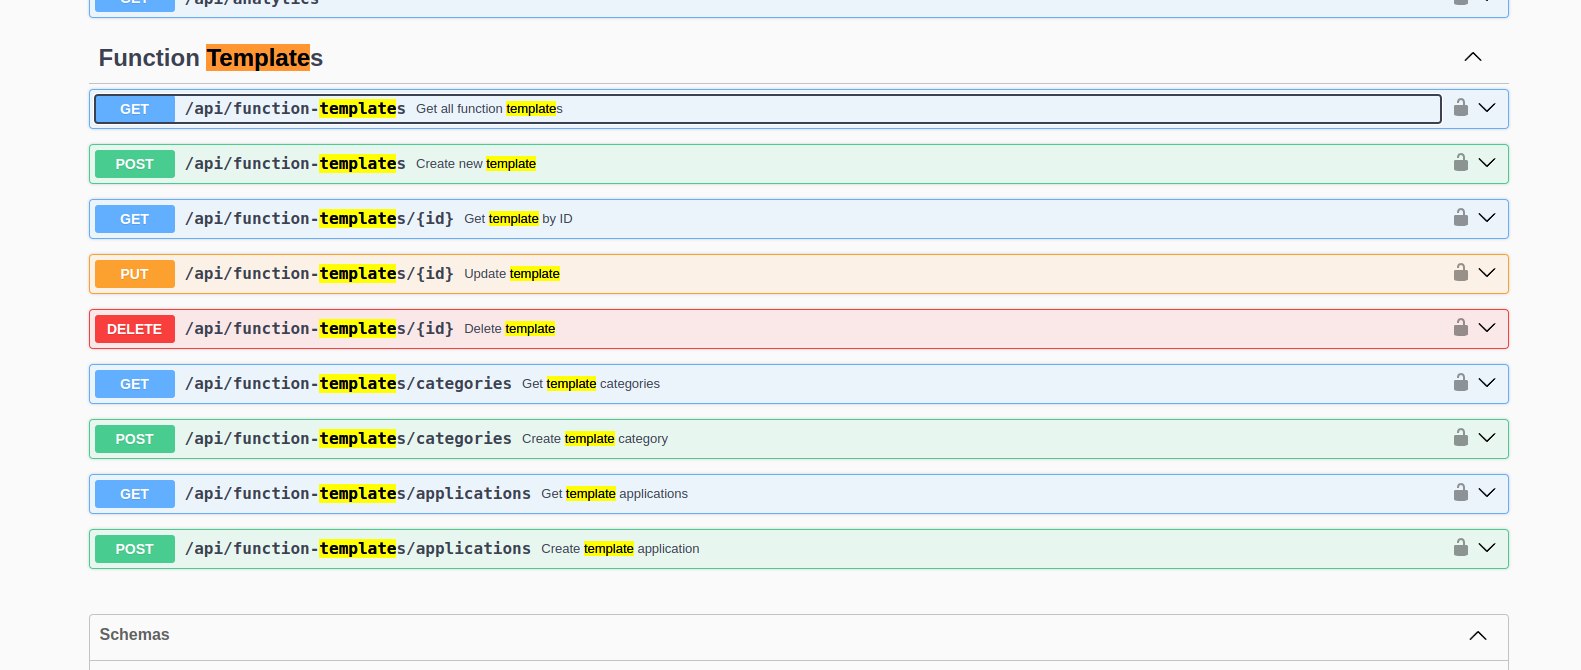 GET /api/analytics
Function Templates
GET /api/function-templates Get all function templates
POST /api/function-templates Create new template
GET /api/function-templates/{id} Get template by ID
PUT /api/function-templates/{id} Update template
DELETE /api/function-templates/{id} Delete template
GET /api/function-templates/categories Get template categories
POST /api/function-templates/categories Create template category
GET /api/function-templates/applications Get template applications
POST /api/function-templates/applications Create template application
Schemas